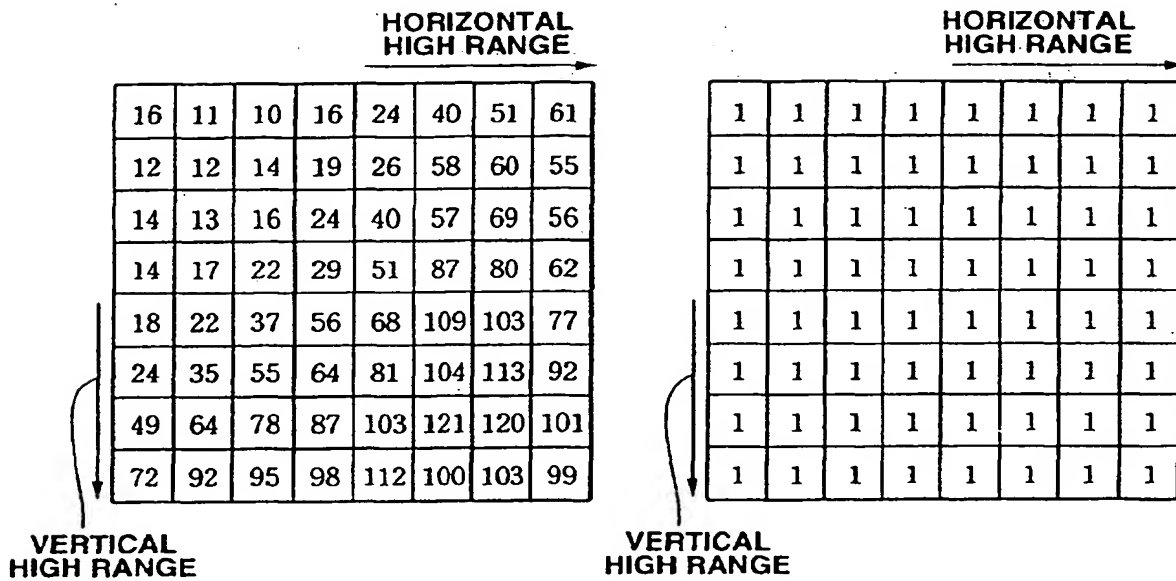 HORIZONTAL
HIGH RANGE
16 11 10 16 24 40 51 61
12 12 14 19 26 58 60 55
14 13 16 24 40 57 69 56
14 17 22 29 51 87 80 62
18 22 37 56 68 109 103 77
24 35 55 64 81 104 113 92
49 64 78 87 103 121 120 101
72 92 95 98 112 100 103 99
VERTICAL
HIGH RANGE
HORIZONTAL
HIGH RANGE
1 1 1 1 1 1 1 1
1 1 1 1 1 1 1 1
1 1 1 1 1 1 1 1
1 1 1 1 1 1 1 1
1 1 1 1 1 1 1 1
1 1 1 1 1 1 1 1
1 1 1 1 1 1 1 1
1 1 1 1 1 1 1 1
VERTICAL
HIGH RANGE